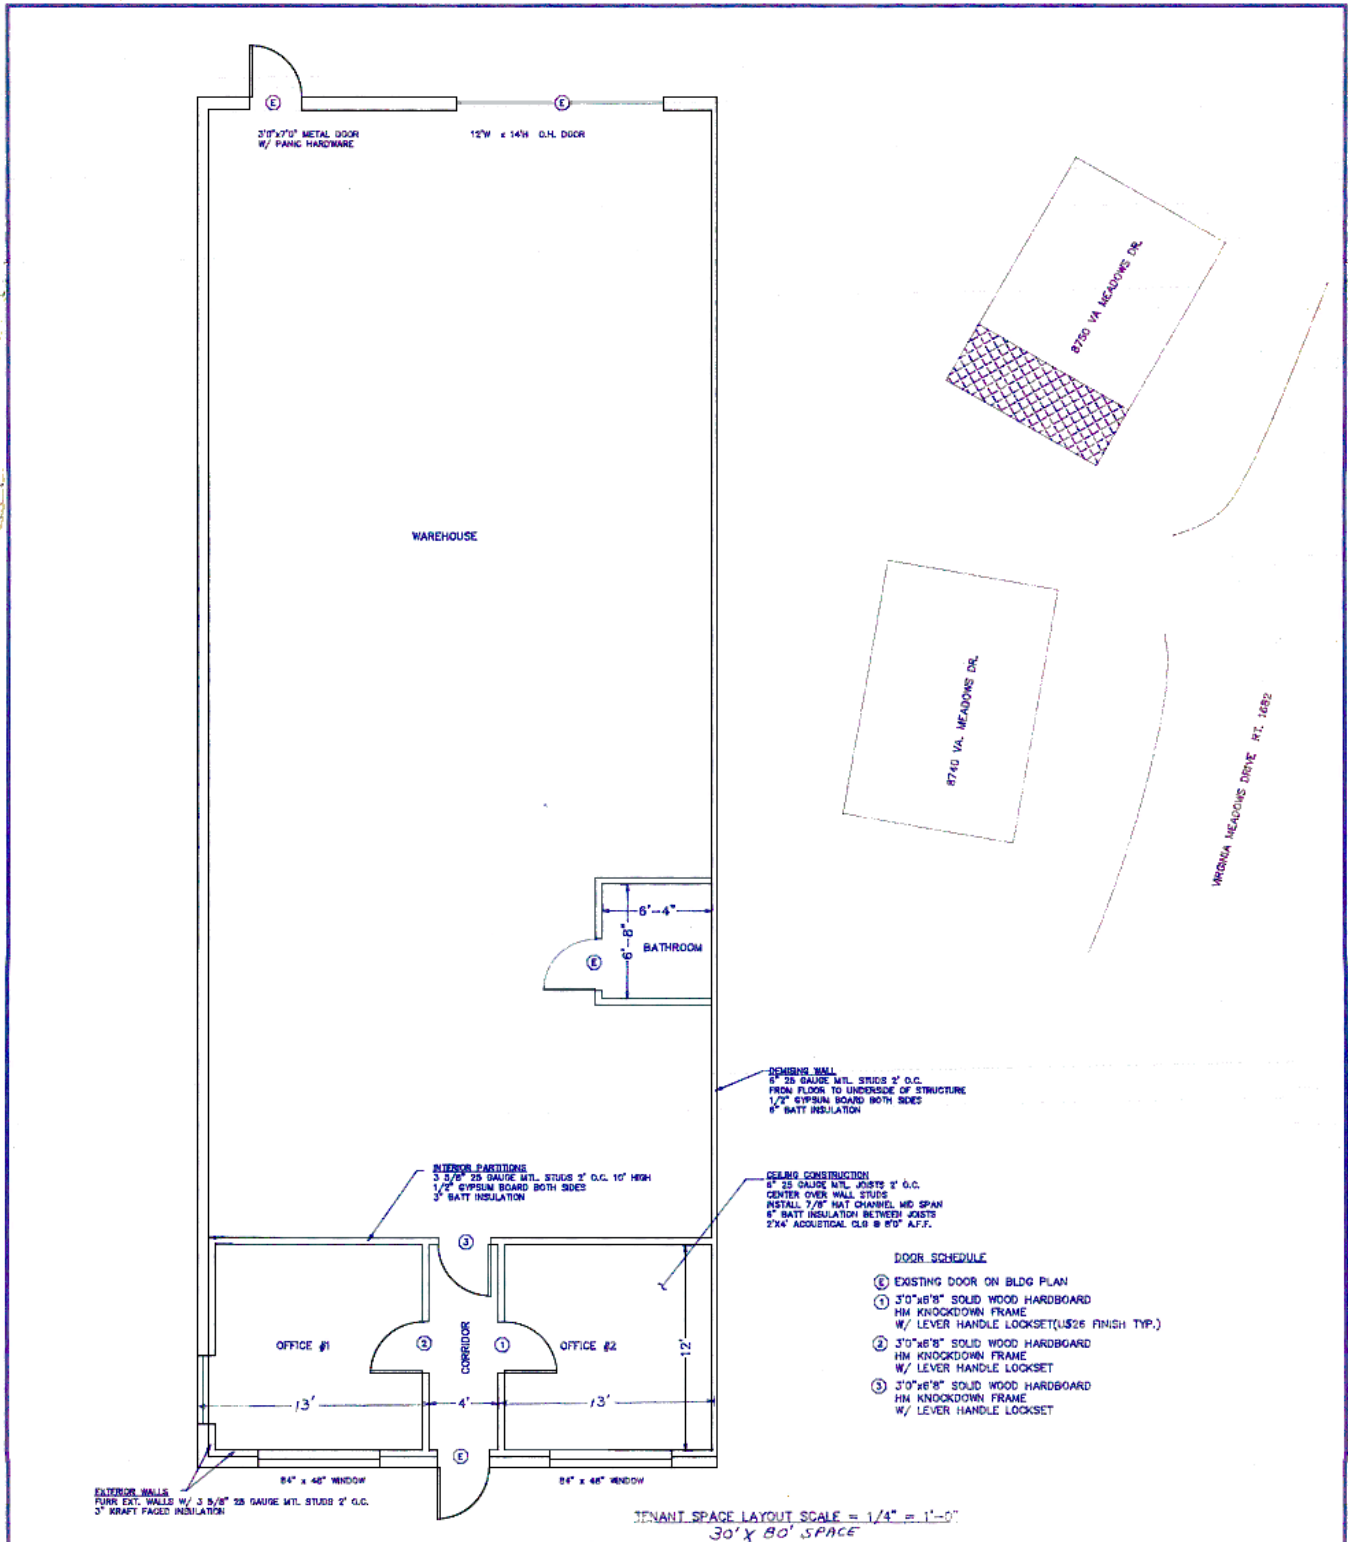 E
E
3'0"x7'0" METAL DOOR
W/ PANIC HARDWARE
12'W x 14'H O.H. DOOR
8750 VA MEADOWS DR.
WAREHOUSE
8740 VA. MEADOWS DR.
VIRGINIA MEADOWS DRIVE RT. 1682
6'-4"
6'-8"
BATHROOM
E
DEMISING WALL
6" 25 GAUGE MTL. STUDS 2' O.C.
FROM FLOOR TO UNDERSIDE OF STRUCTURE
1/2" GYPSUM BOARD BOTH SIDES
6" BATT INSULATION
INTERIOR PARTITIONS
3 5/8" 25 GAUGE MTL. STUDS 2' O.C. 10' HIGH
1/2" GYPSUM BOARD BOTH SIDES
3" BATT INSULATION
CEILING CONSTRUCTION
6" 25 GAUGE MTL. JOISTS 2' O.C.
CENTER OVER WALL STUDS
INSTALL 7/8" HAT CHANNEL MID SPAN
6" BATT INSULATION BETWEEN JOISTS
2'X4' ACOUSTICAL CLG @ 8'0" A.F.F.
3
DOOR SCHEDULE
E EXISTING DOOR ON BLDG PLAN
1 3'0"x6'8" SOLID WOOD HARDBOARD
HM KNOCKDOWN FRAME
W/ LEVER HANDLE LOCKSET(US26 FINISH TYP.)
2 3'0"x6'8" SOLID WOOD HARDBOARD
HM KNOCKDOWN FRAME
W/ LEVER HANDLE LOCKSET
3 3'0"x6'8" SOLID WOOD HARDBOARD
HM KNOCKDOWN FRAME
W/ LEVER HANDLE LOCKSET
OFFICE #1
2
CORRIDOR
1
OFFICE #2
12'
13'
4'
13'
E
84" x 48" WINDOW
84" x 48" WINDOW
EXTERIOR WALLS
FURR EXT. WALLS W/ 3 5/8" 25 GAUGE MTL STUDS 2' O.C.
3" KRAFT FACED INSULATION
TENANT SPACE LAYOUT SCALE = 1/4" = 1'-0"
30' X 80' SPACE